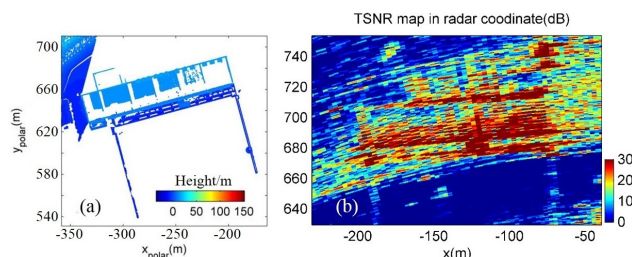 TSNR map in radar coodinate(dB)
(a)
y_polar(m)
700
660
620
580
540
-350 -300 -250 -200
x_polar(m)
Height/m
0 50 100 150
(b)
740
720
700
680
660
640
-200 -150 -100 -50
x(m)
30
20
10
0